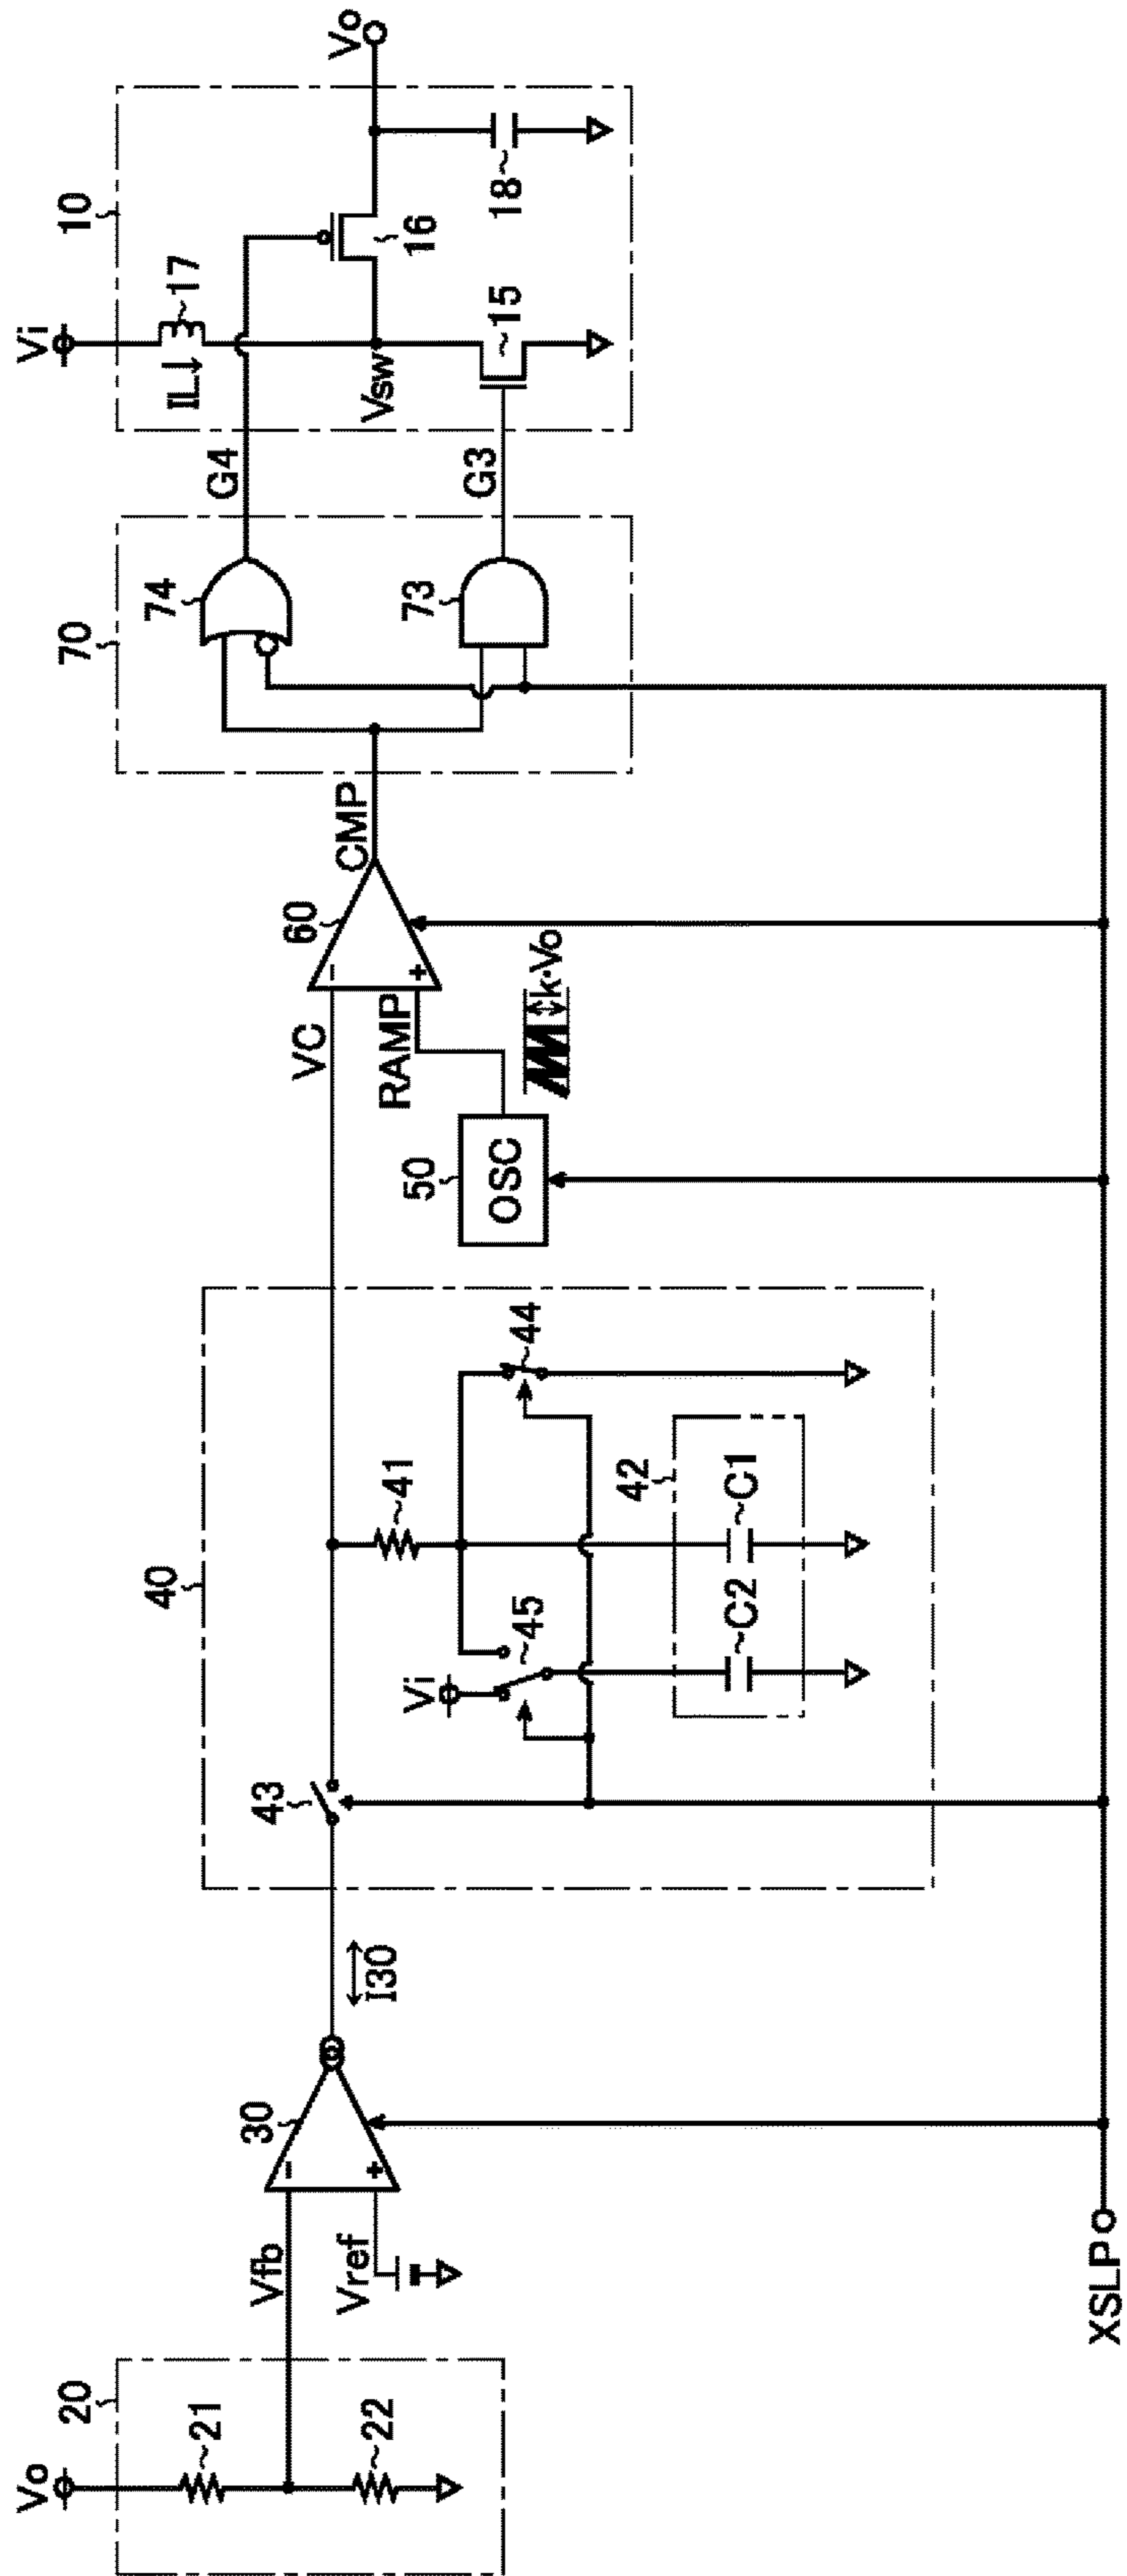 Vo
20
21
22
Vfb
Vref
30
I30
40
43
Vi
45
41
44
42
C2
C1
VC
RAMP
50
OSC
k·Vo
60
CMP
70
74
73
G4
G3
10
Vi
IL
17
Vsw
15
16
18
Vo
XSLP